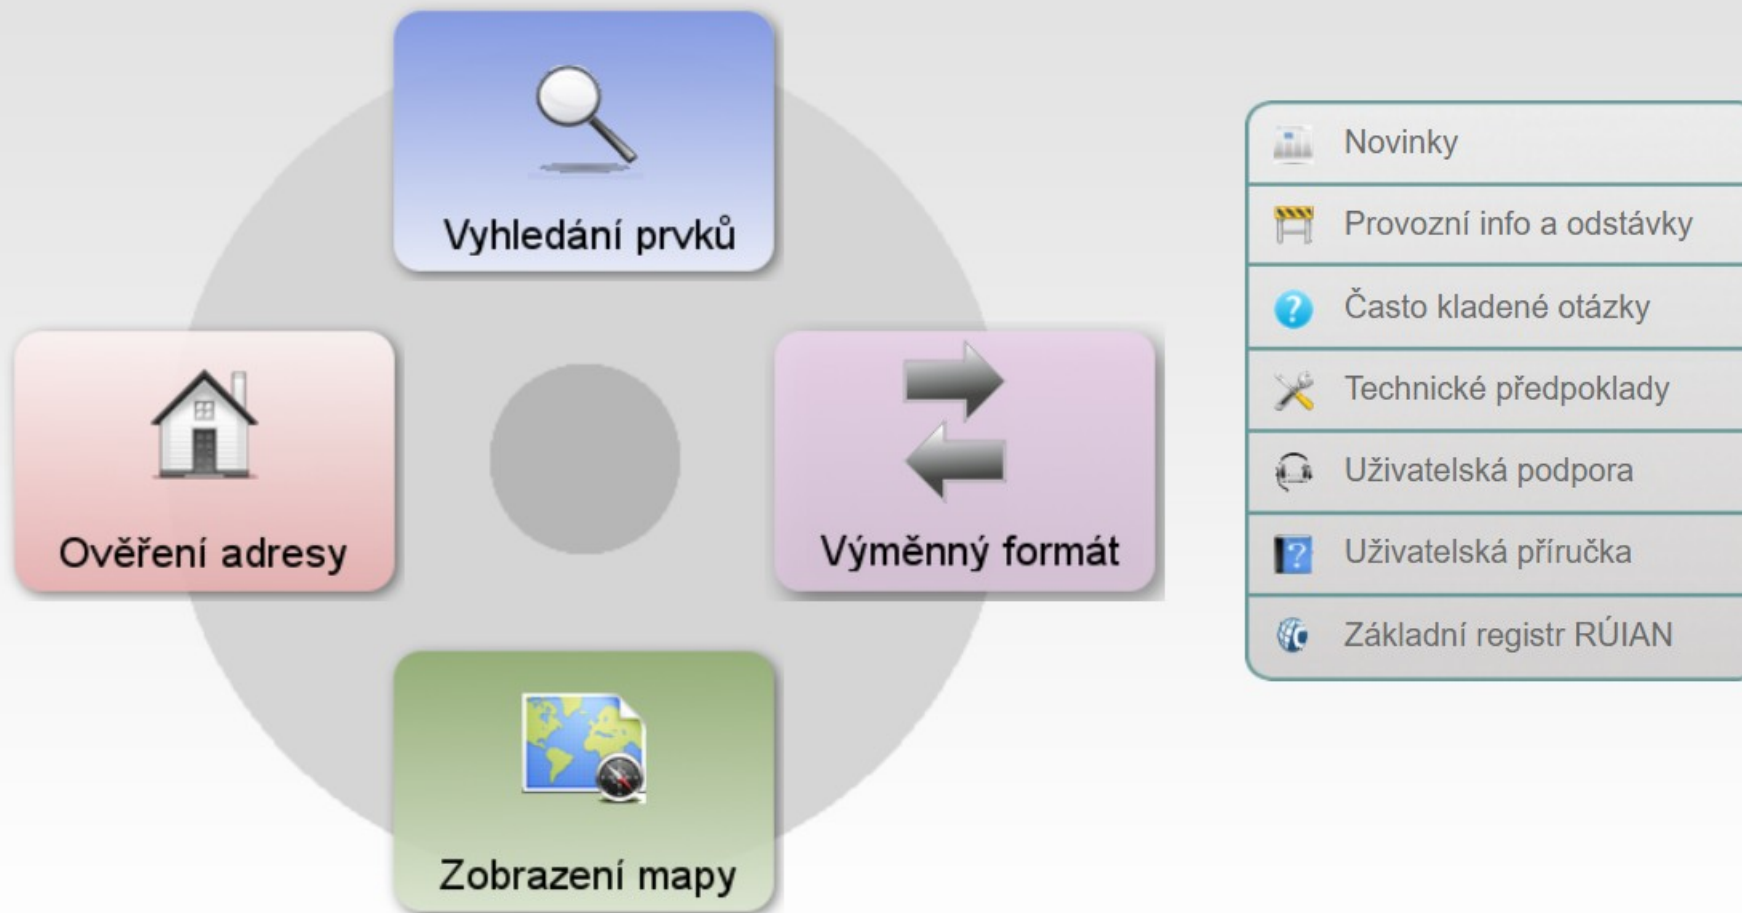 Vyhledání prvků
Ověření adresy
Výměnný formát
Zobrazení mapy
Novinky
Provozní info a odstávky
Často kladené otázky
Technické předpoklady
Uživatelská podpora
Uživatelská příručka
Základní registr RÚIAN